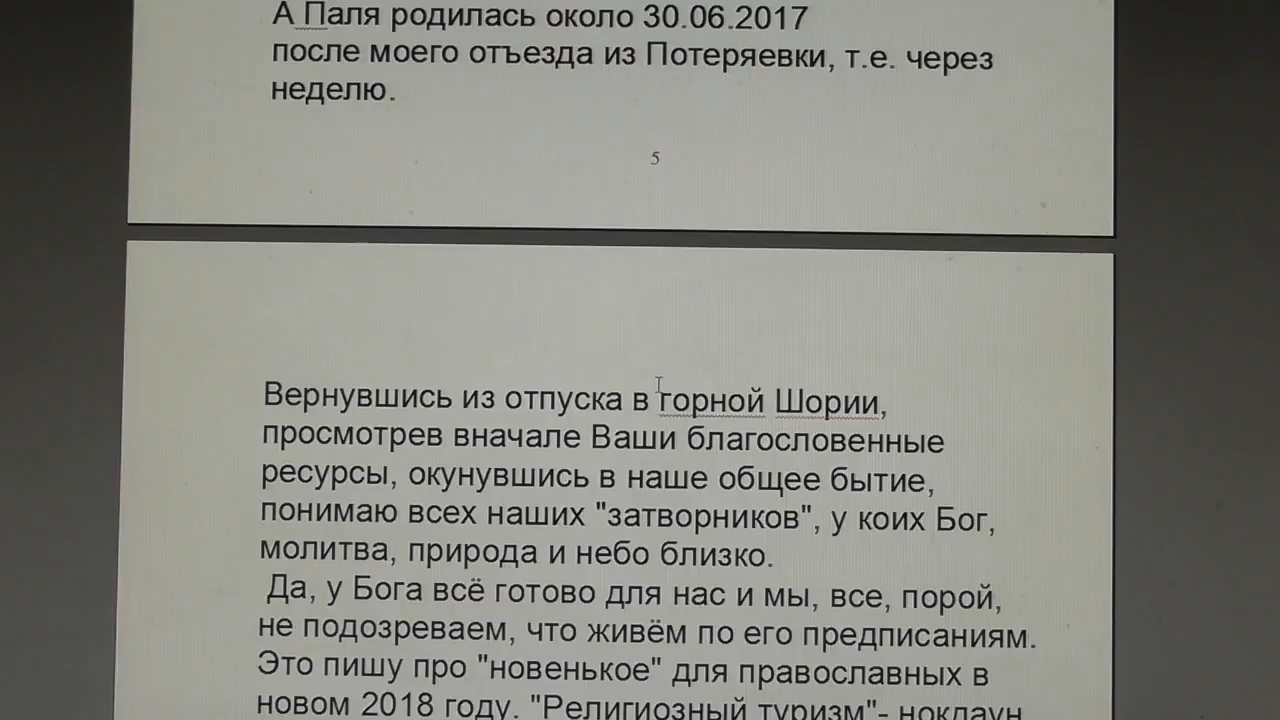 А Паля родилась около 30.06.2017
после моего отъезда из Потеряевки, т.е. через
неделю.
5
Вернувшись из отпуска в горной Шории,
просмотрев вначале Ваши благословенные
ресурсы, окунувшись в наше общее бытие,
понимаю всех наших "затворников", у коих Бог,
молитва, природа и небо близко.
Да, у Бога всё готово для нас и мы, все, порой,
не подозреваем, что живём по его предписаниям.
Это пишу про "новенькое" для православных в
новом 2018 году. "Религиозный туризм"- нокдаун